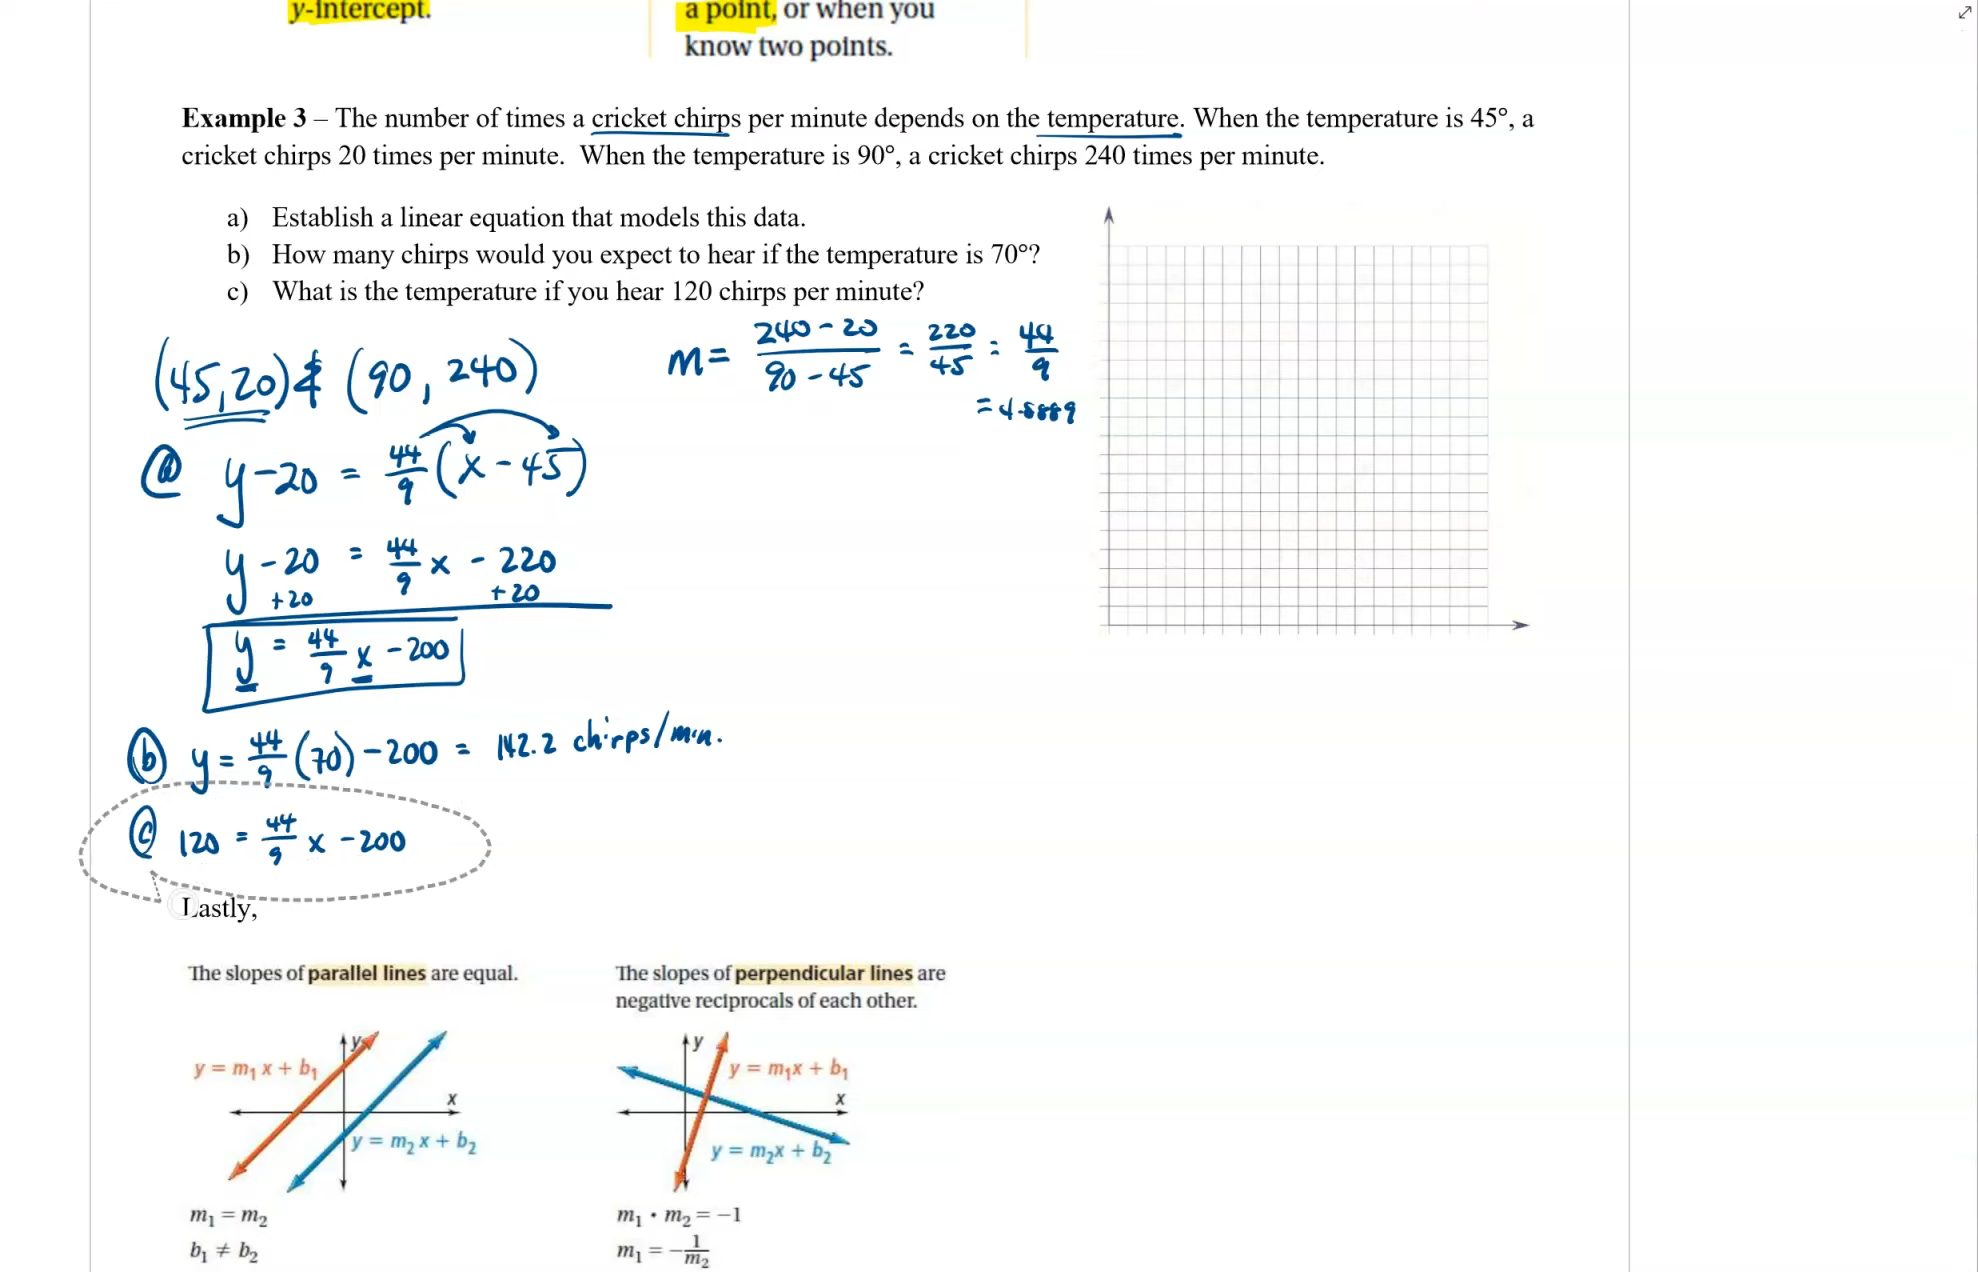 y-intercept.
a point, or when you
know two points.
Example 3 – The number of times a cricket chirps per minute depends on the temperature. When the temperature is 45°, a
cricket chirps 20 times per minute. When the temperature is 90°, a cricket chirps 240 times per minute.
a) Establish a linear equation that models this data.
b) How many chirps would you expect to hear if the temperature is 70°?
c) What is the temperature if you hear 120 chirps per minute?
(45,20) & (90, 240)
m = (240 - 20)/(90 - 45) = 220/45 = 44/9
= 4.8889
(a) y - 20 = 44/9 (x - 45)
y - 20 = 44/9 x - 220
+20 +20
y = 44/9 x - 200
(b) y = 44/9 (70) - 200 = 142.2 chirps/min.
(c) 120 = 44/9 x - 200
Lastly,
The slopes of parallel lines are equal.
y
y = m₁ x + b₁
x
y = m₂ x + b₂
m₁ = m₂
b₁ ≠ b₂
The slopes of perpendicular lines are
negative reciprocals of each other.
y
y = m₁x + b₁
x
y = m₂x + b₂
m₁ • m₂ = −1
m₁ = −1/m₂